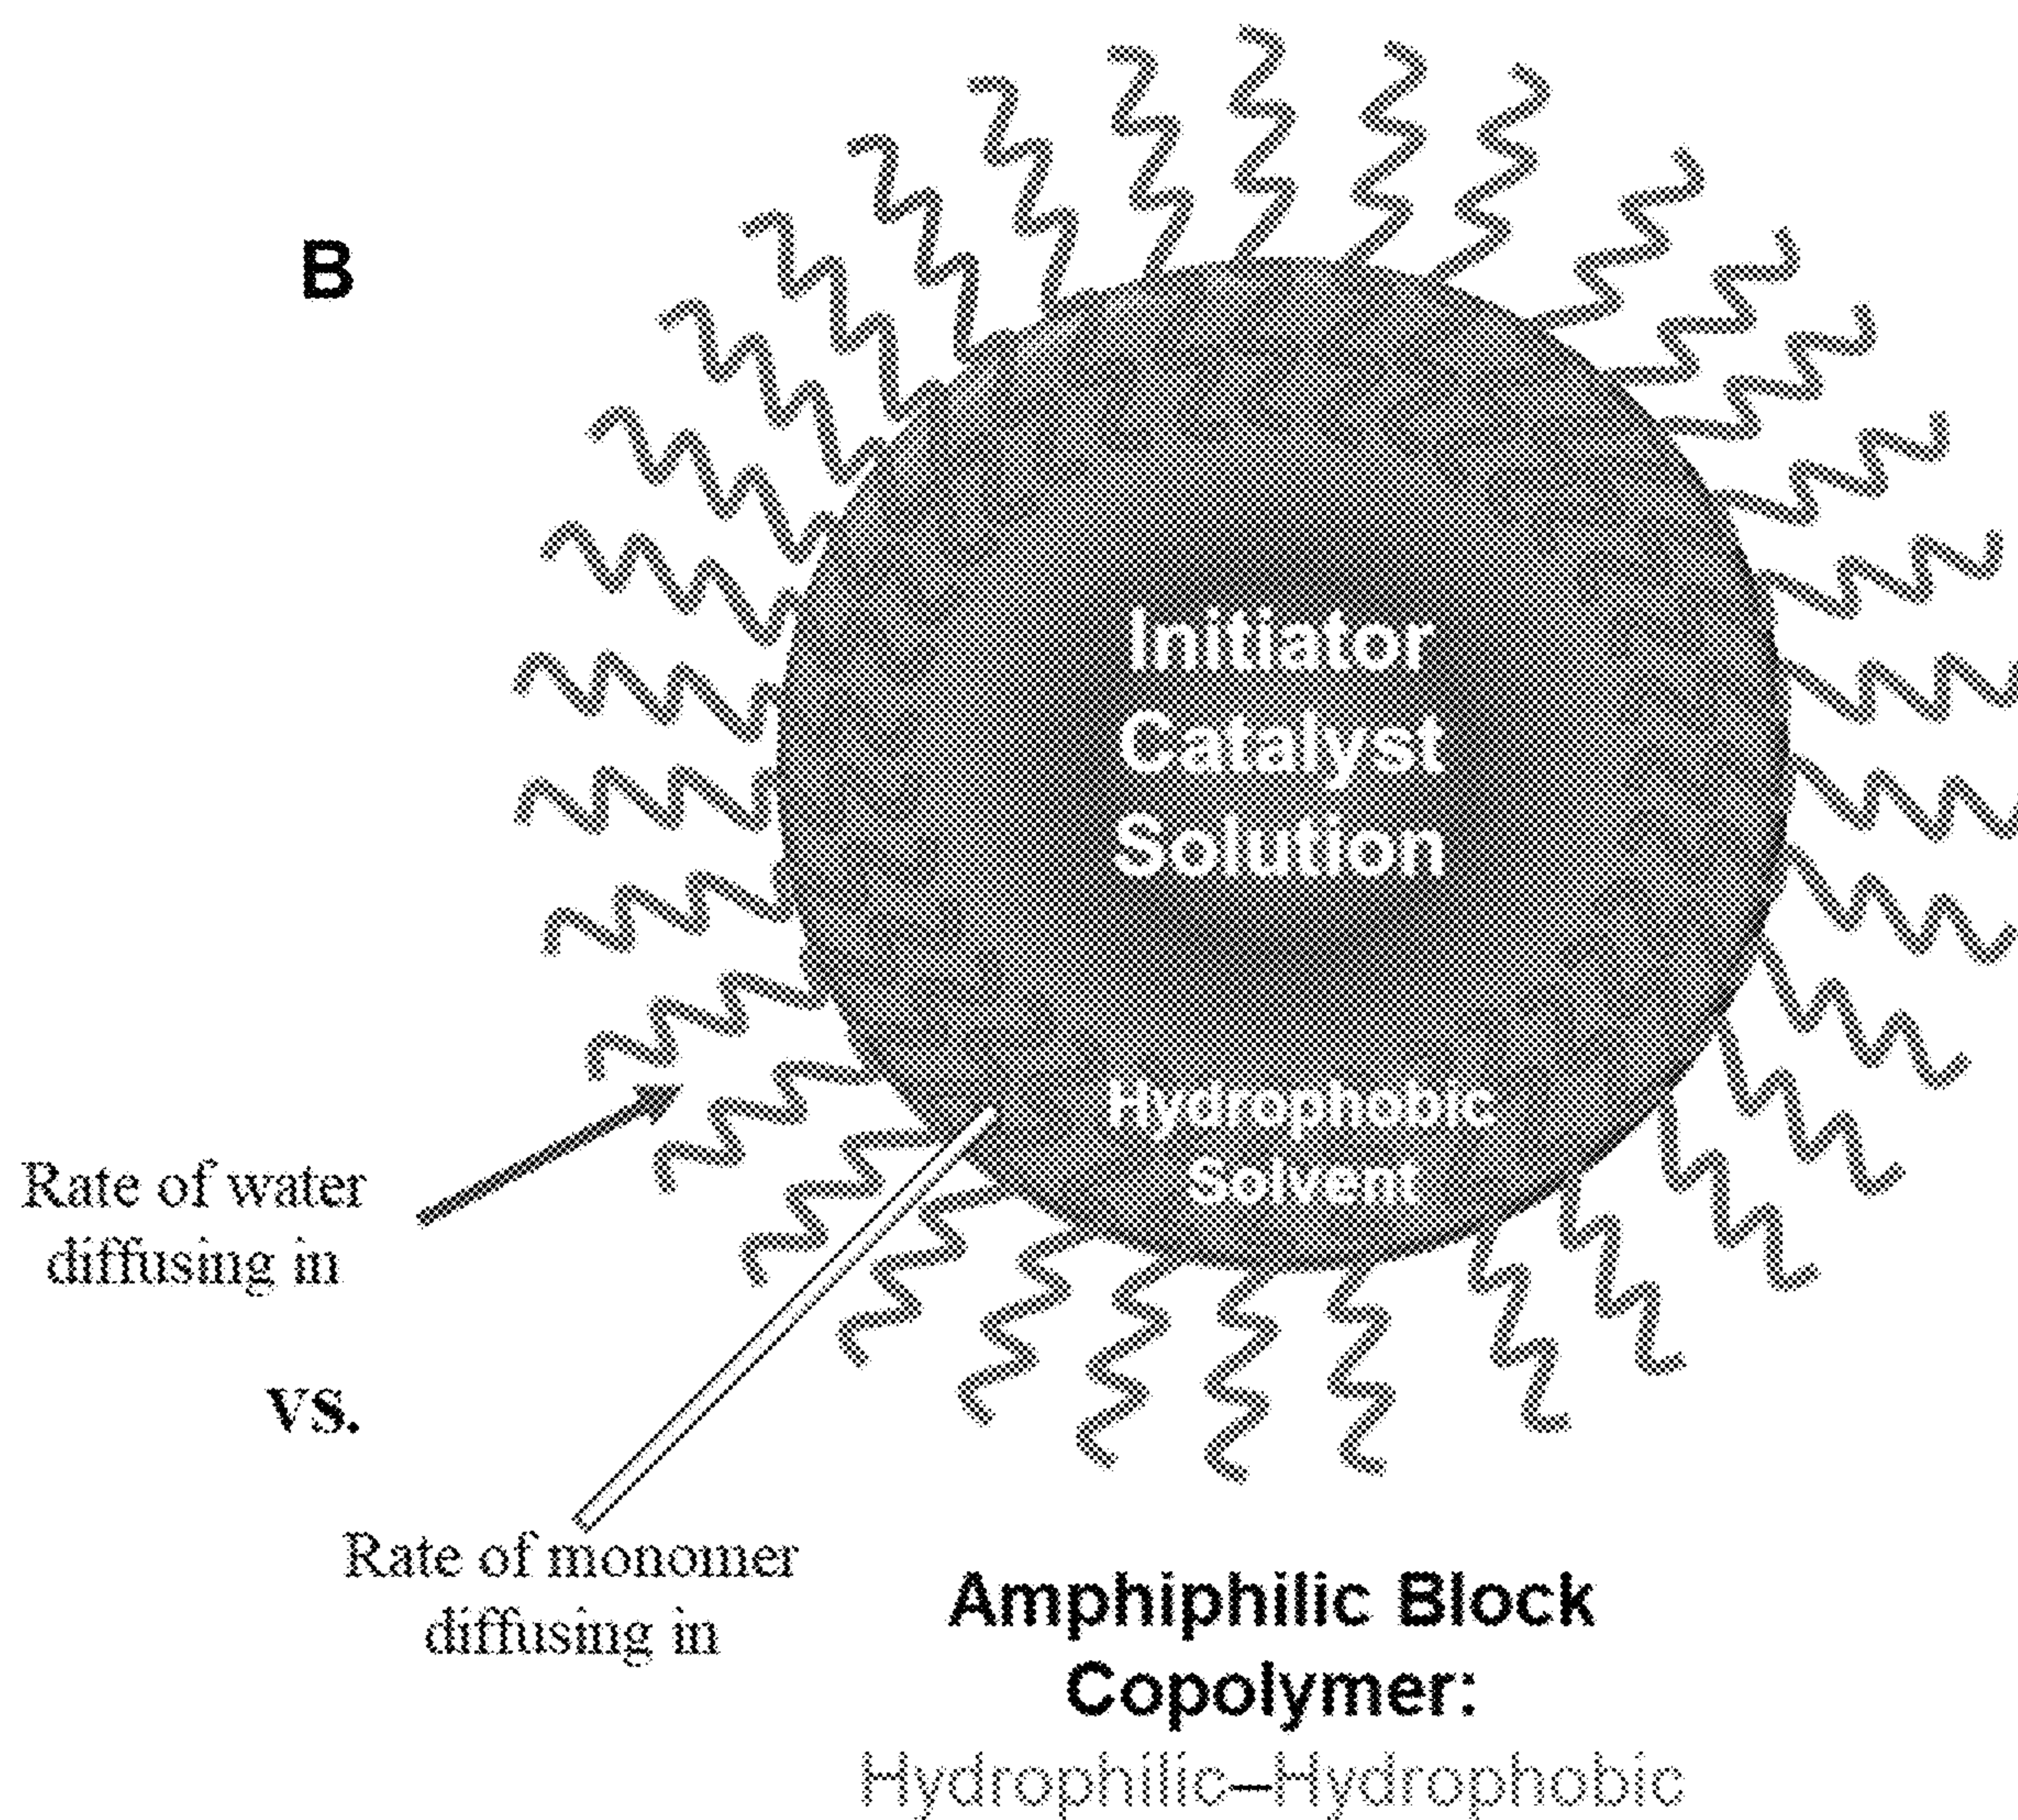 B
Initiator
Catalyst
Solution
Hydrophobic
Solvent
Rate of water
diffusing in
vs.
Rate of monomer
diffusing in
Amphiphilic Block
Copolymer:
Hydrophilic–Hydrophobic